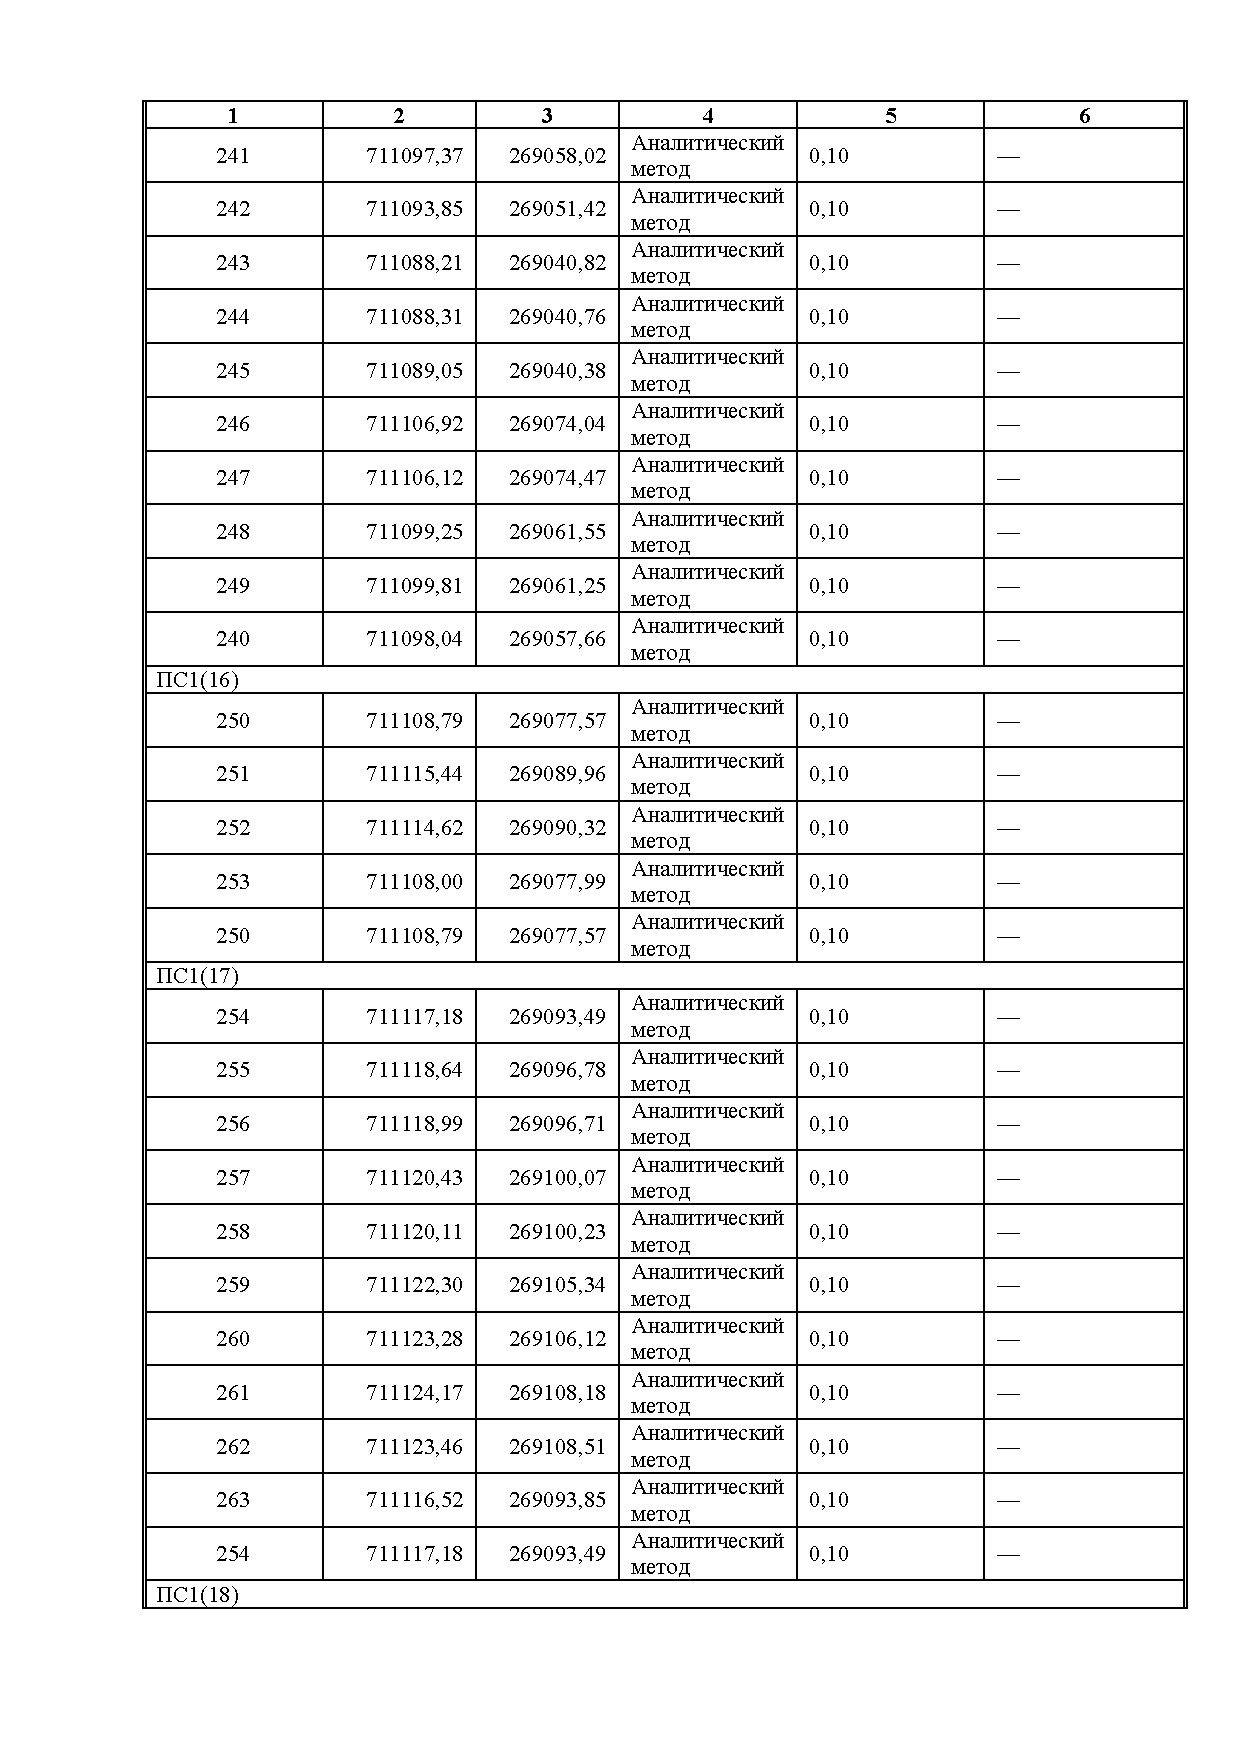 1 2 3 4 5 6
241 711097,37 269058,02 Аналитический метод 0,10 —
242 711093,85 269051,42 Аналитический метод 0,10 —
243 711088,21 269040,82 Аналитический метод 0,10 —
244 711088,31 269040,76 Аналитический метод 0,10 —
245 711089,05 269040,38 Аналитический метод 0,10 —
246 711106,92 269074,04 Аналитический метод 0,10 —
247 711106,12 269074,47 Аналитический метод 0,10 —
248 711099,25 269061,55 Аналитический метод 0,10 —
249 711099,81 269061,25 Аналитический метод 0,10 —
240 711098,04 269057,66 Аналитический метод 0,10 —
ПС1(16)
250 711108,79 269077,57 Аналитический метод 0,10 —
251 711115,44 269089,96 Аналитический метод 0,10 —
252 711114,62 269090,32 Аналитический метод 0,10 —
253 711108,00 269077,99 Аналитический метод 0,10 —
250 711108,79 269077,57 Аналитический метод 0,10 —
ПС1(17)
254 711117,18 269093,49 Аналитический метод 0,10 —
255 711118,64 269096,78 Аналитический метод 0,10 —
256 711118,99 269096,71 Аналитический метод 0,10 —
257 711120,43 269100,07 Аналитический метод 0,10 —
258 711120,11 269100,23 Аналитический метод 0,10 —
259 711122,30 269105,34 Аналитический метод 0,10 —
260 711123,28 269106,12 Аналитический метод 0,10 —
261 711124,17 269108,18 Аналитический метод 0,10 —
262 711123,46 269108,51 Аналитический метод 0,10 —
263 711116,52 269093,85 Аналитический метод 0,10 —
254 711117,18 269093,49 Аналитический метод 0,10 —
ПС1(18)